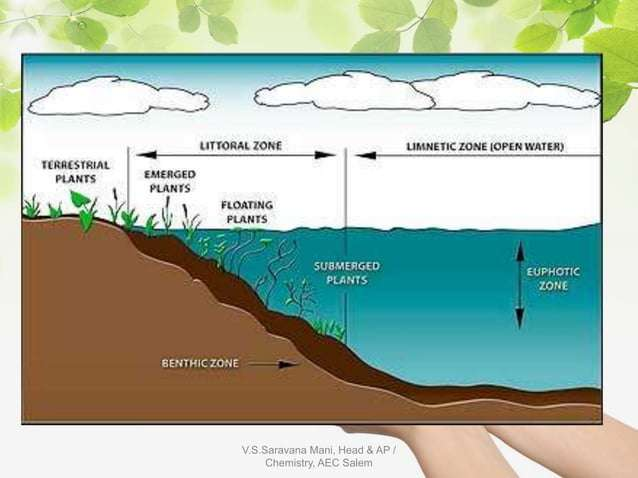 LITTORAL ZONE
LIMNETIC ZONE (OPEN WATER)
TERRESTRIAL
PLANTS
EMERGED
PLANTS
FLOATING
PLANTS
SUBMERGED
PLANTS
EUPHOTIC
ZONE
BENTHIC ZONE
V.S.Saravana Mani, Head & AP /
Chemistry, AEC Salem